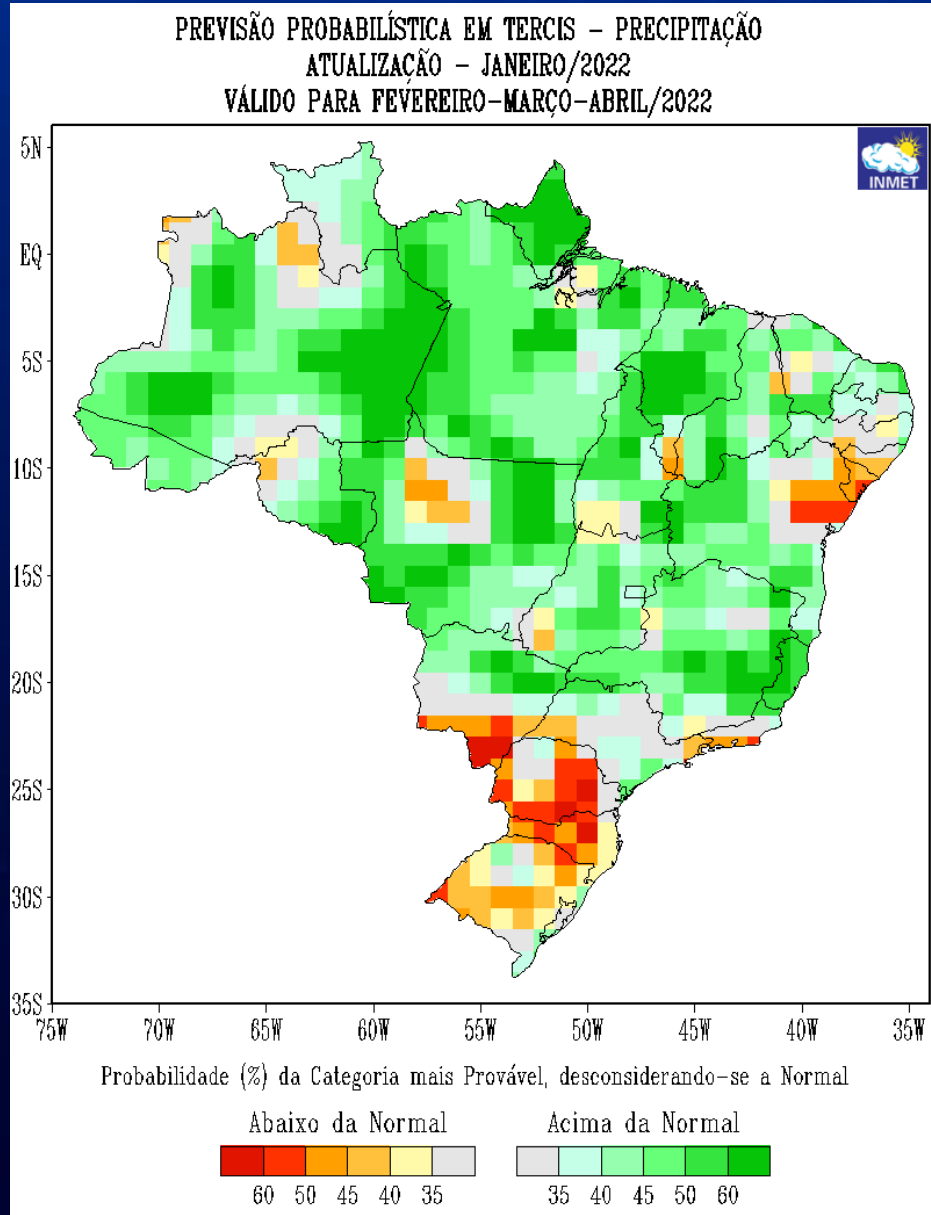 PREVISÃO PROBABILÍSTICA EM TERCIS – PRECIPITAÇÃO
ATUALIZAÇÃO – JANEIRO/2022
VÁLIDO PARA FEVEREIRO–MARÇO–ABRIL/2022
INMET
5N
EQ
5S
10S
15S
20S
25S
30S
35S
75W 70W 65W 60W 55W 50W 45W 40W 35W
Probabilidade (%) da Categoria mais Provável, desconsiderando–se a Normal
Abaixo da Normal Acima da Normal
60 50 45 40 35 35 40 45 50 60